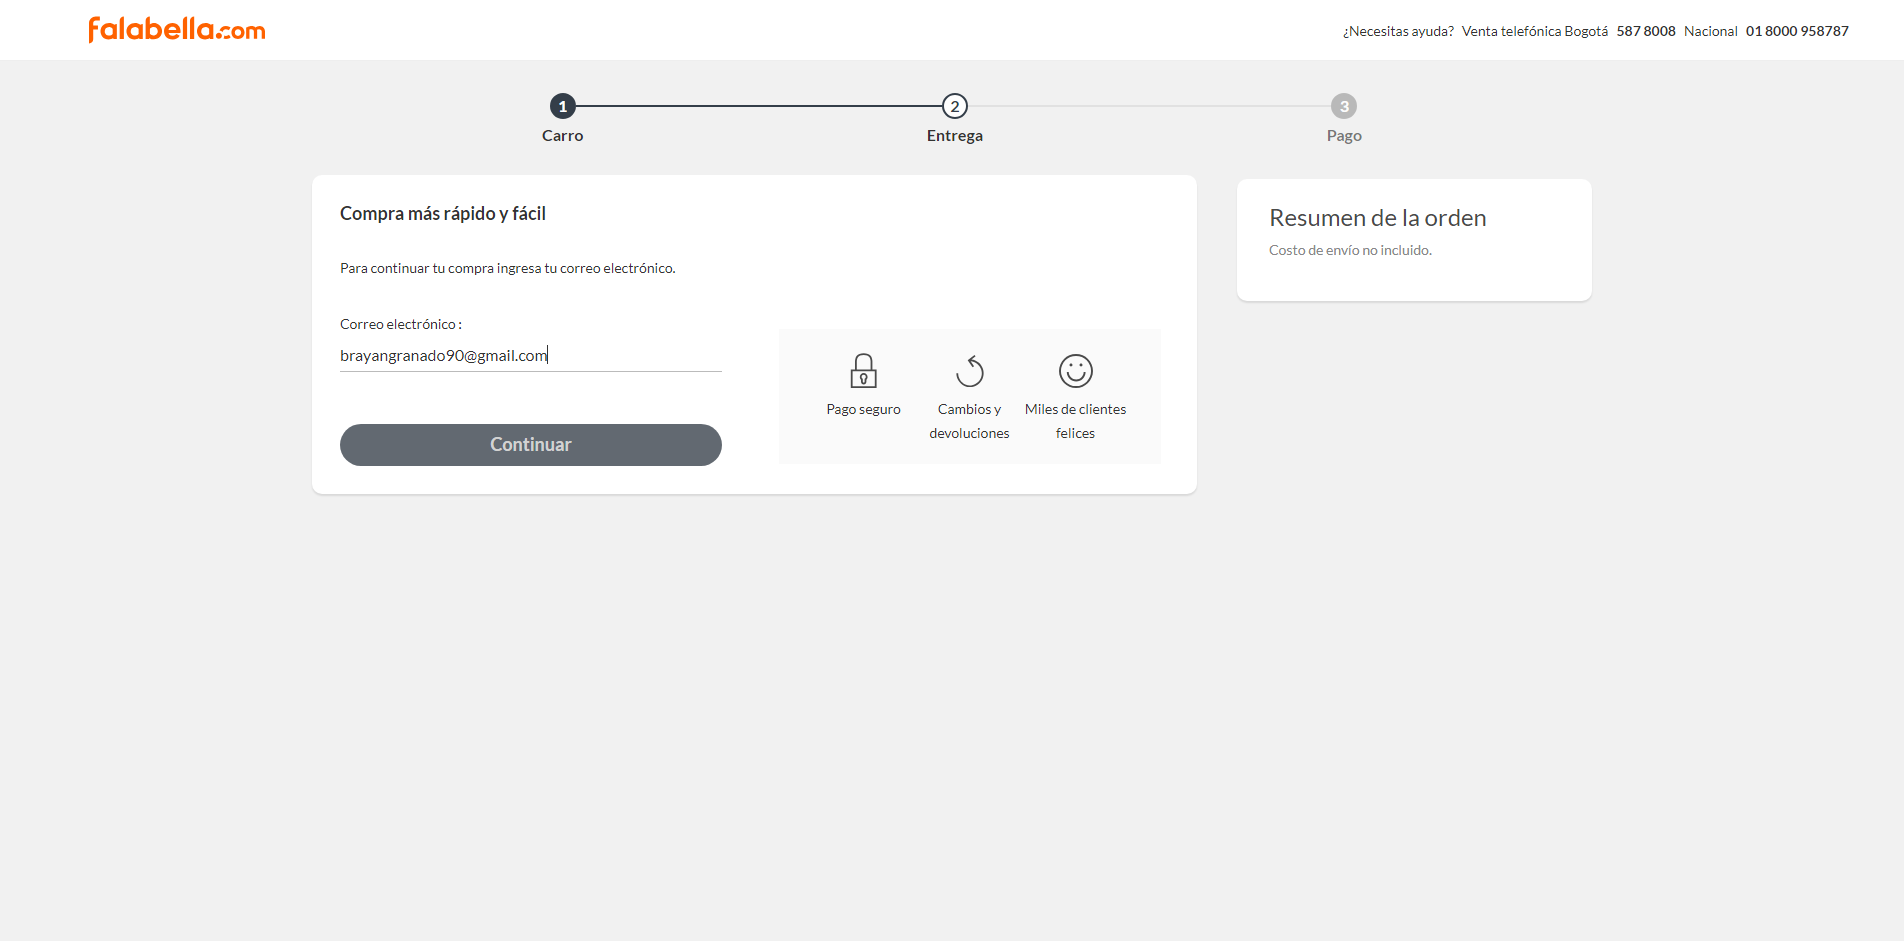 falabella.com
¿Necesitas ayuda? Venta telefónica Bogotá 587 8008 Nacional 01 8000 958787
1
2
3
Carro
Entrega
Pago
Compra más rápido y fácil
Para continuar tu compra ingresa tu correo electrónico.
Correo electrónico :
brayangranado90@gmail.com
Continuar
Pago seguro
Cambios y
devoluciones
Miles de clientes
felices
Resumen de la orden
Costo de envío no incluido.